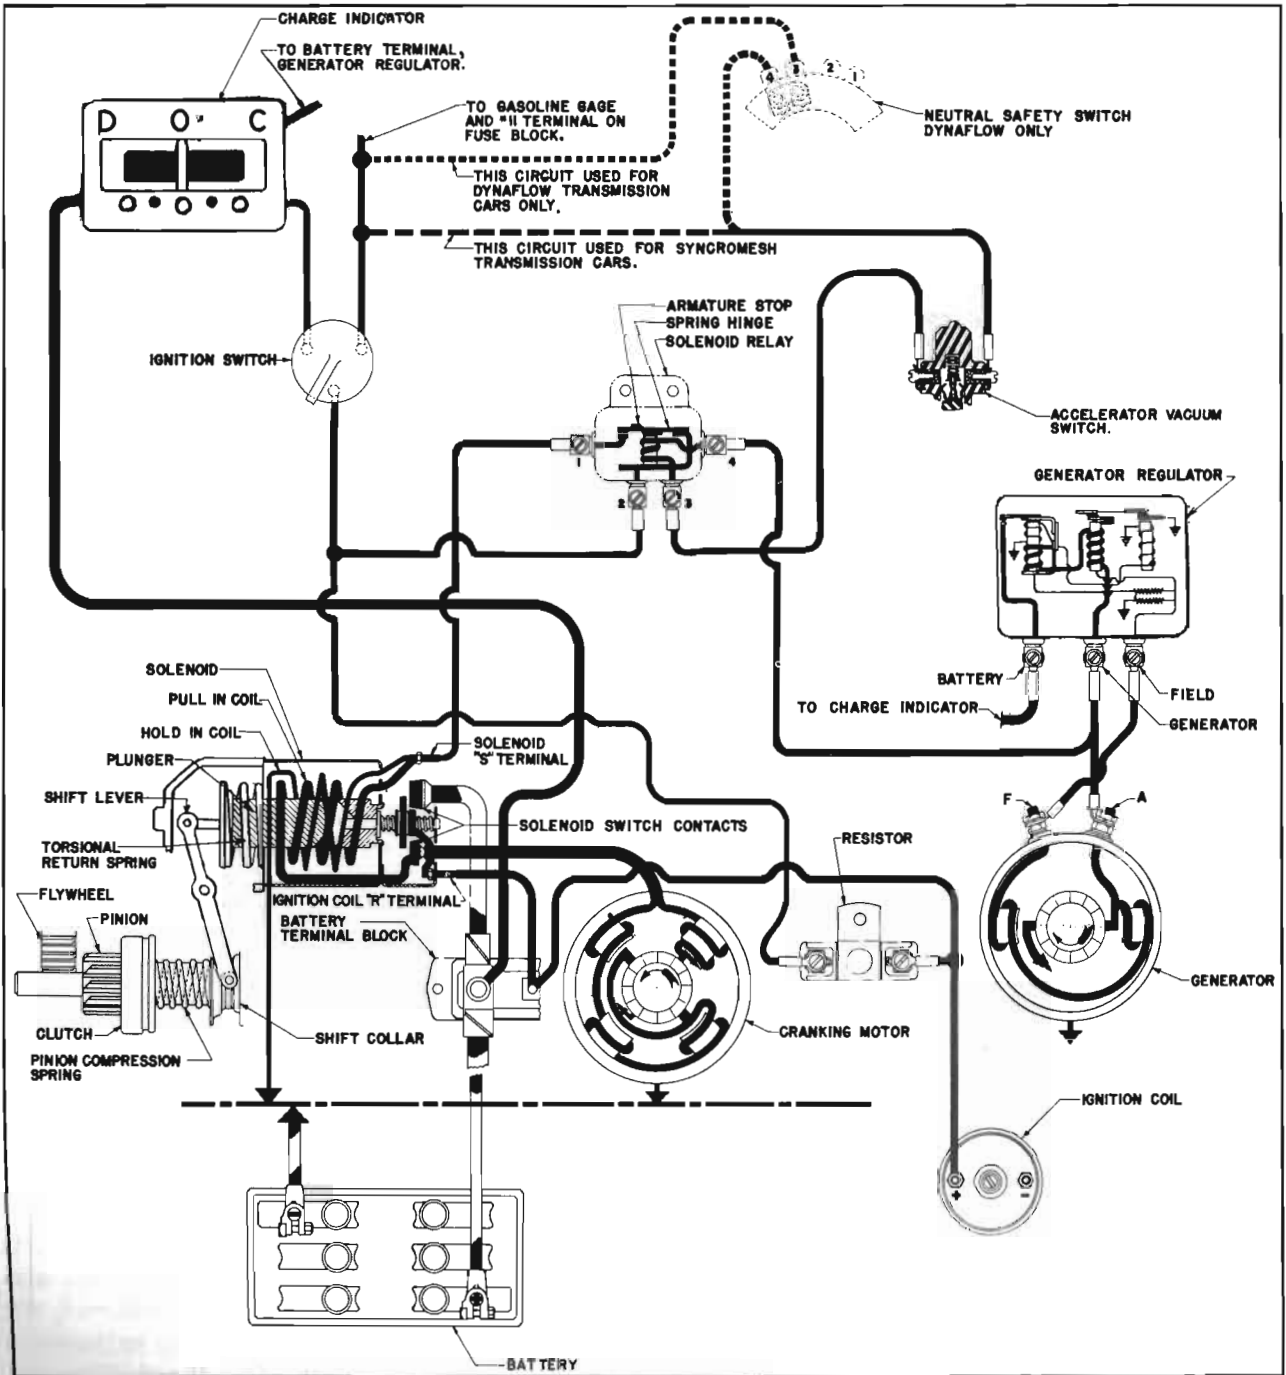 CHARGE INDICATOR
TO BATTERY TERMINAL,
GENERATOR REGULATOR.
D O C
TO GASOLINE GAGE
AND "11 TERMINAL ON
FUSE BLOCK.
4 3 2 1
NEUTRAL SAFETY SWITCH
DYNAFLOW ONLY
THIS CIRCUIT USED FOR
DYNAFLOW TRANSMISSION
CARS ONLY.
THIS CIRCUIT USED FOR SYNCROMESH
TRANSMISSION CARS.
ARMATURE STOP
SPRING HINGE
SOLENOID RELAY
IGNITION SWITCH
ACCELERATOR VACUUM
SWITCH.
1
4
2
3
GENERATOR REGULATOR
BATTERY
FIELD
TO CHARGE INDICATOR
GENERATOR
SOLENOID
PULL IN COIL
HOLD IN COIL
PLUNGER
SOLENOID
"S" TERMINAL
SHIFT LEVER
SOLENOID SWITCH CONTACTS
TORSIONAL
RETURN SPRING
F
A
RESISTOR
FLYWHEEL
PINION
IGNITION COIL "R" TERMINAL
BATTERY
TERMINAL BLOCK
GENERATOR
CLUTCH
SHIFT COLLAR
CRANKING MOTOR
PINION COMPRESSION
SPRING
IGNITION COIL
+ -
BATTERY